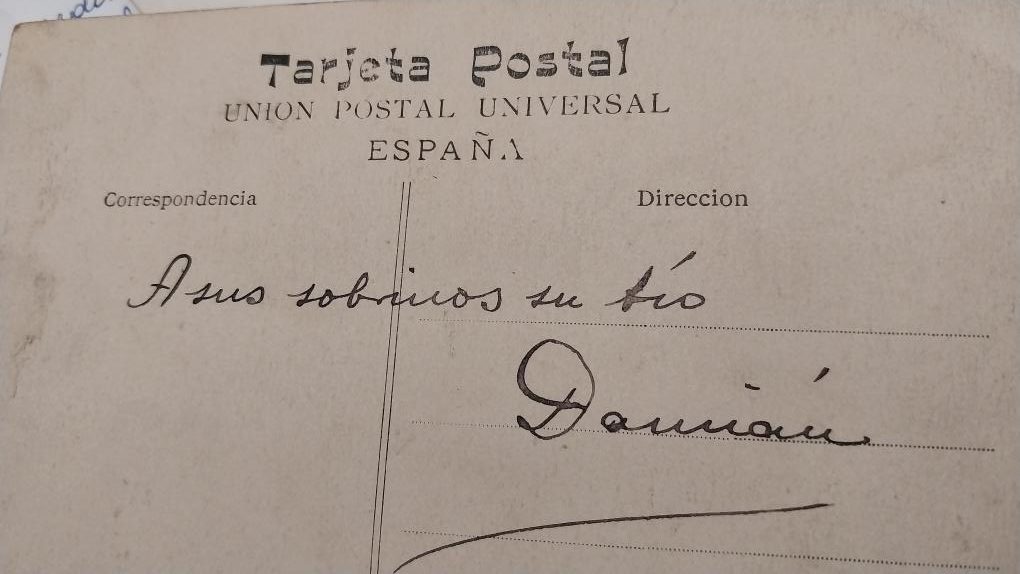 Tarjeta Postal
UNION POSTAL UNIVERSAL
ESPAÑA
Correspondencia
Direccion
A sus sobrinos su tío
Damián